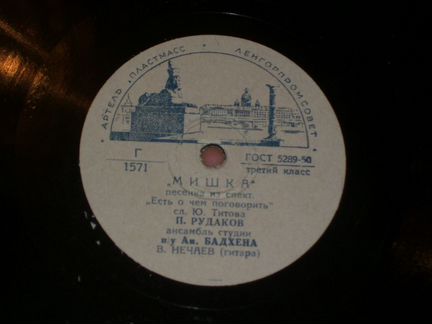 АРТЕЛЬ „ПЛАСТМАСС" ЛЕНГОРПРОМСОВЕТ
Г
1571
ГОСТ 5289-50
третий класс
„МИШКА"
песенка из спект.
„Есть о чем поговорить"
сл. Ю. Титова
П. РУДАКОВ
ансамбль студии
п/у Ан. БАДХЕНА
В. НЕЧАЕВ (гитара)